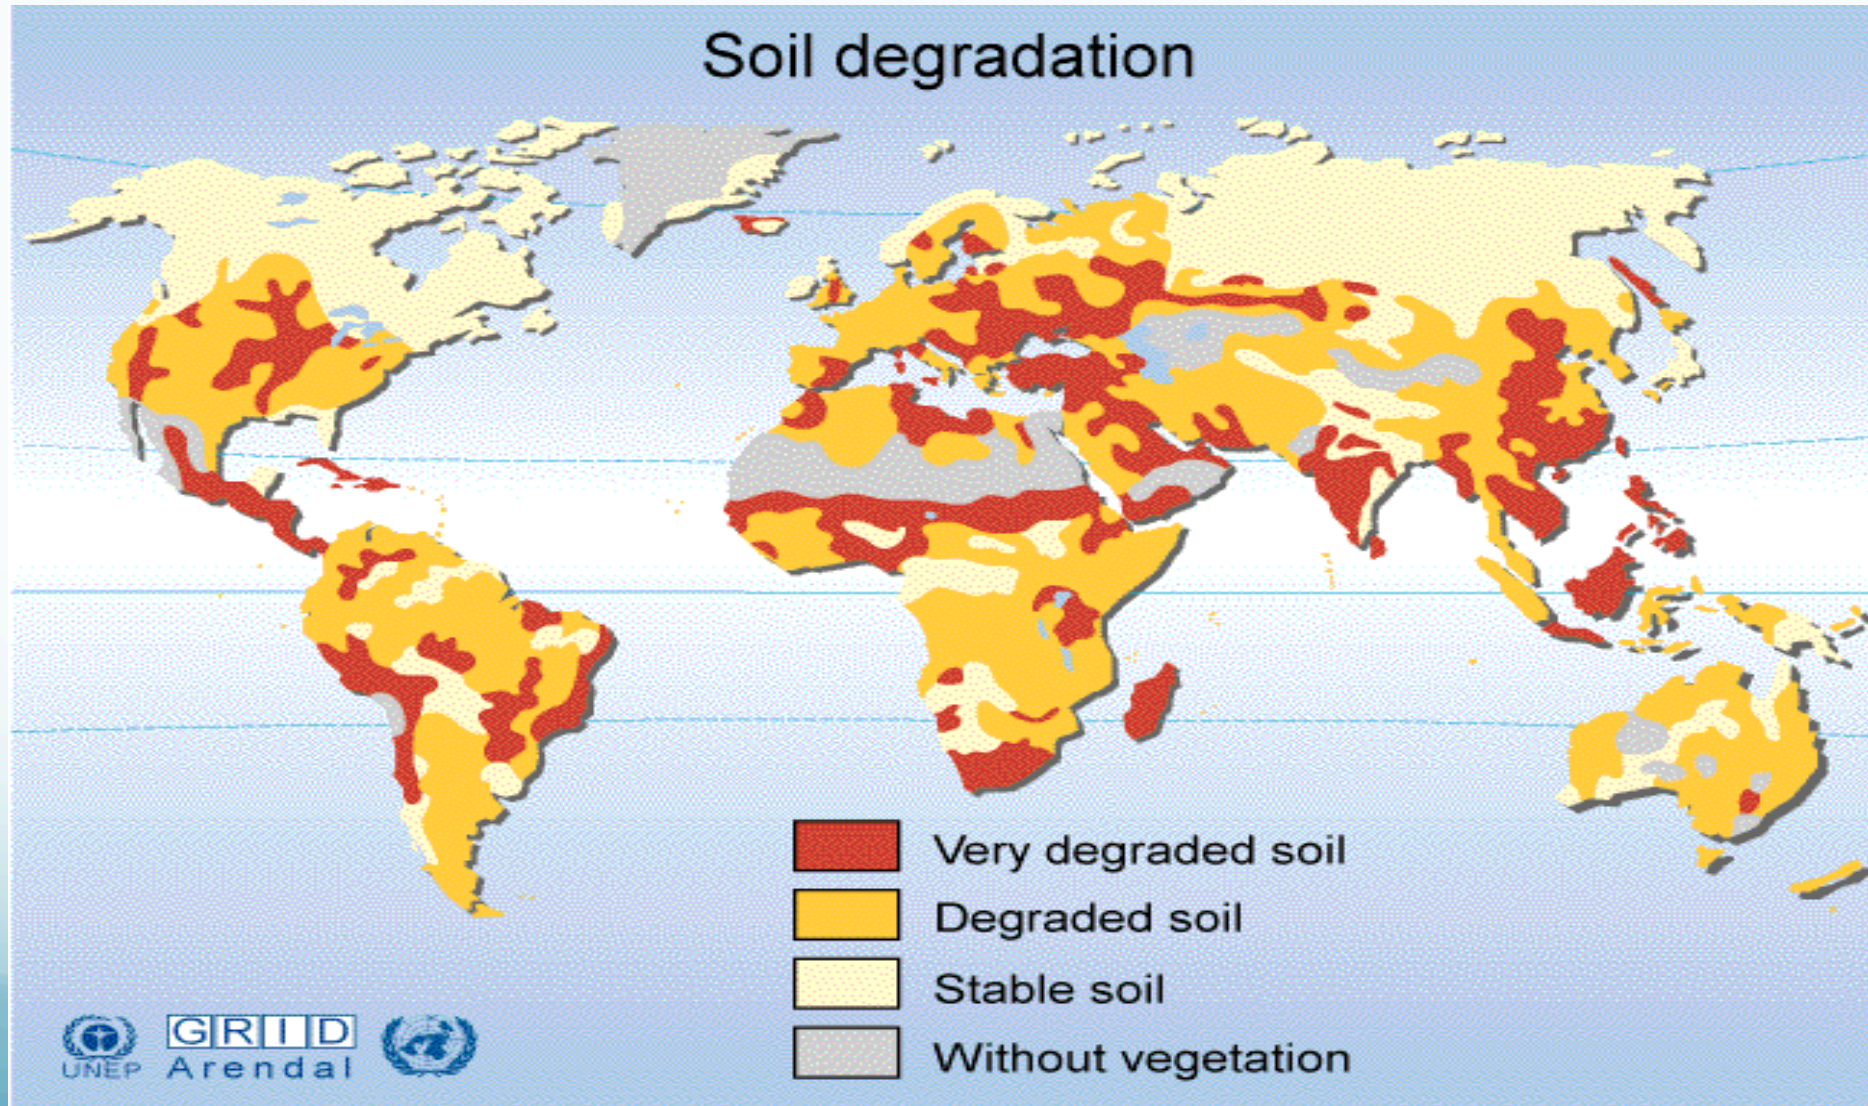 Soil degradation
Very degraded soil
Degraded soil
Stable soil
Without vegetation
UNEP
GRID
Arendal